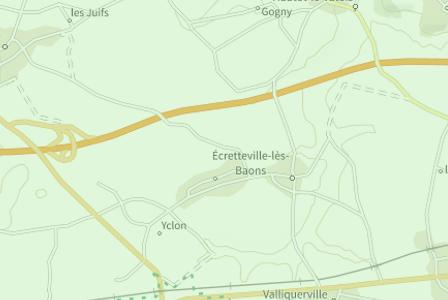 les Juifs
Gogny
Écretteville-lès-
Baons
Yclon
Valliquerville